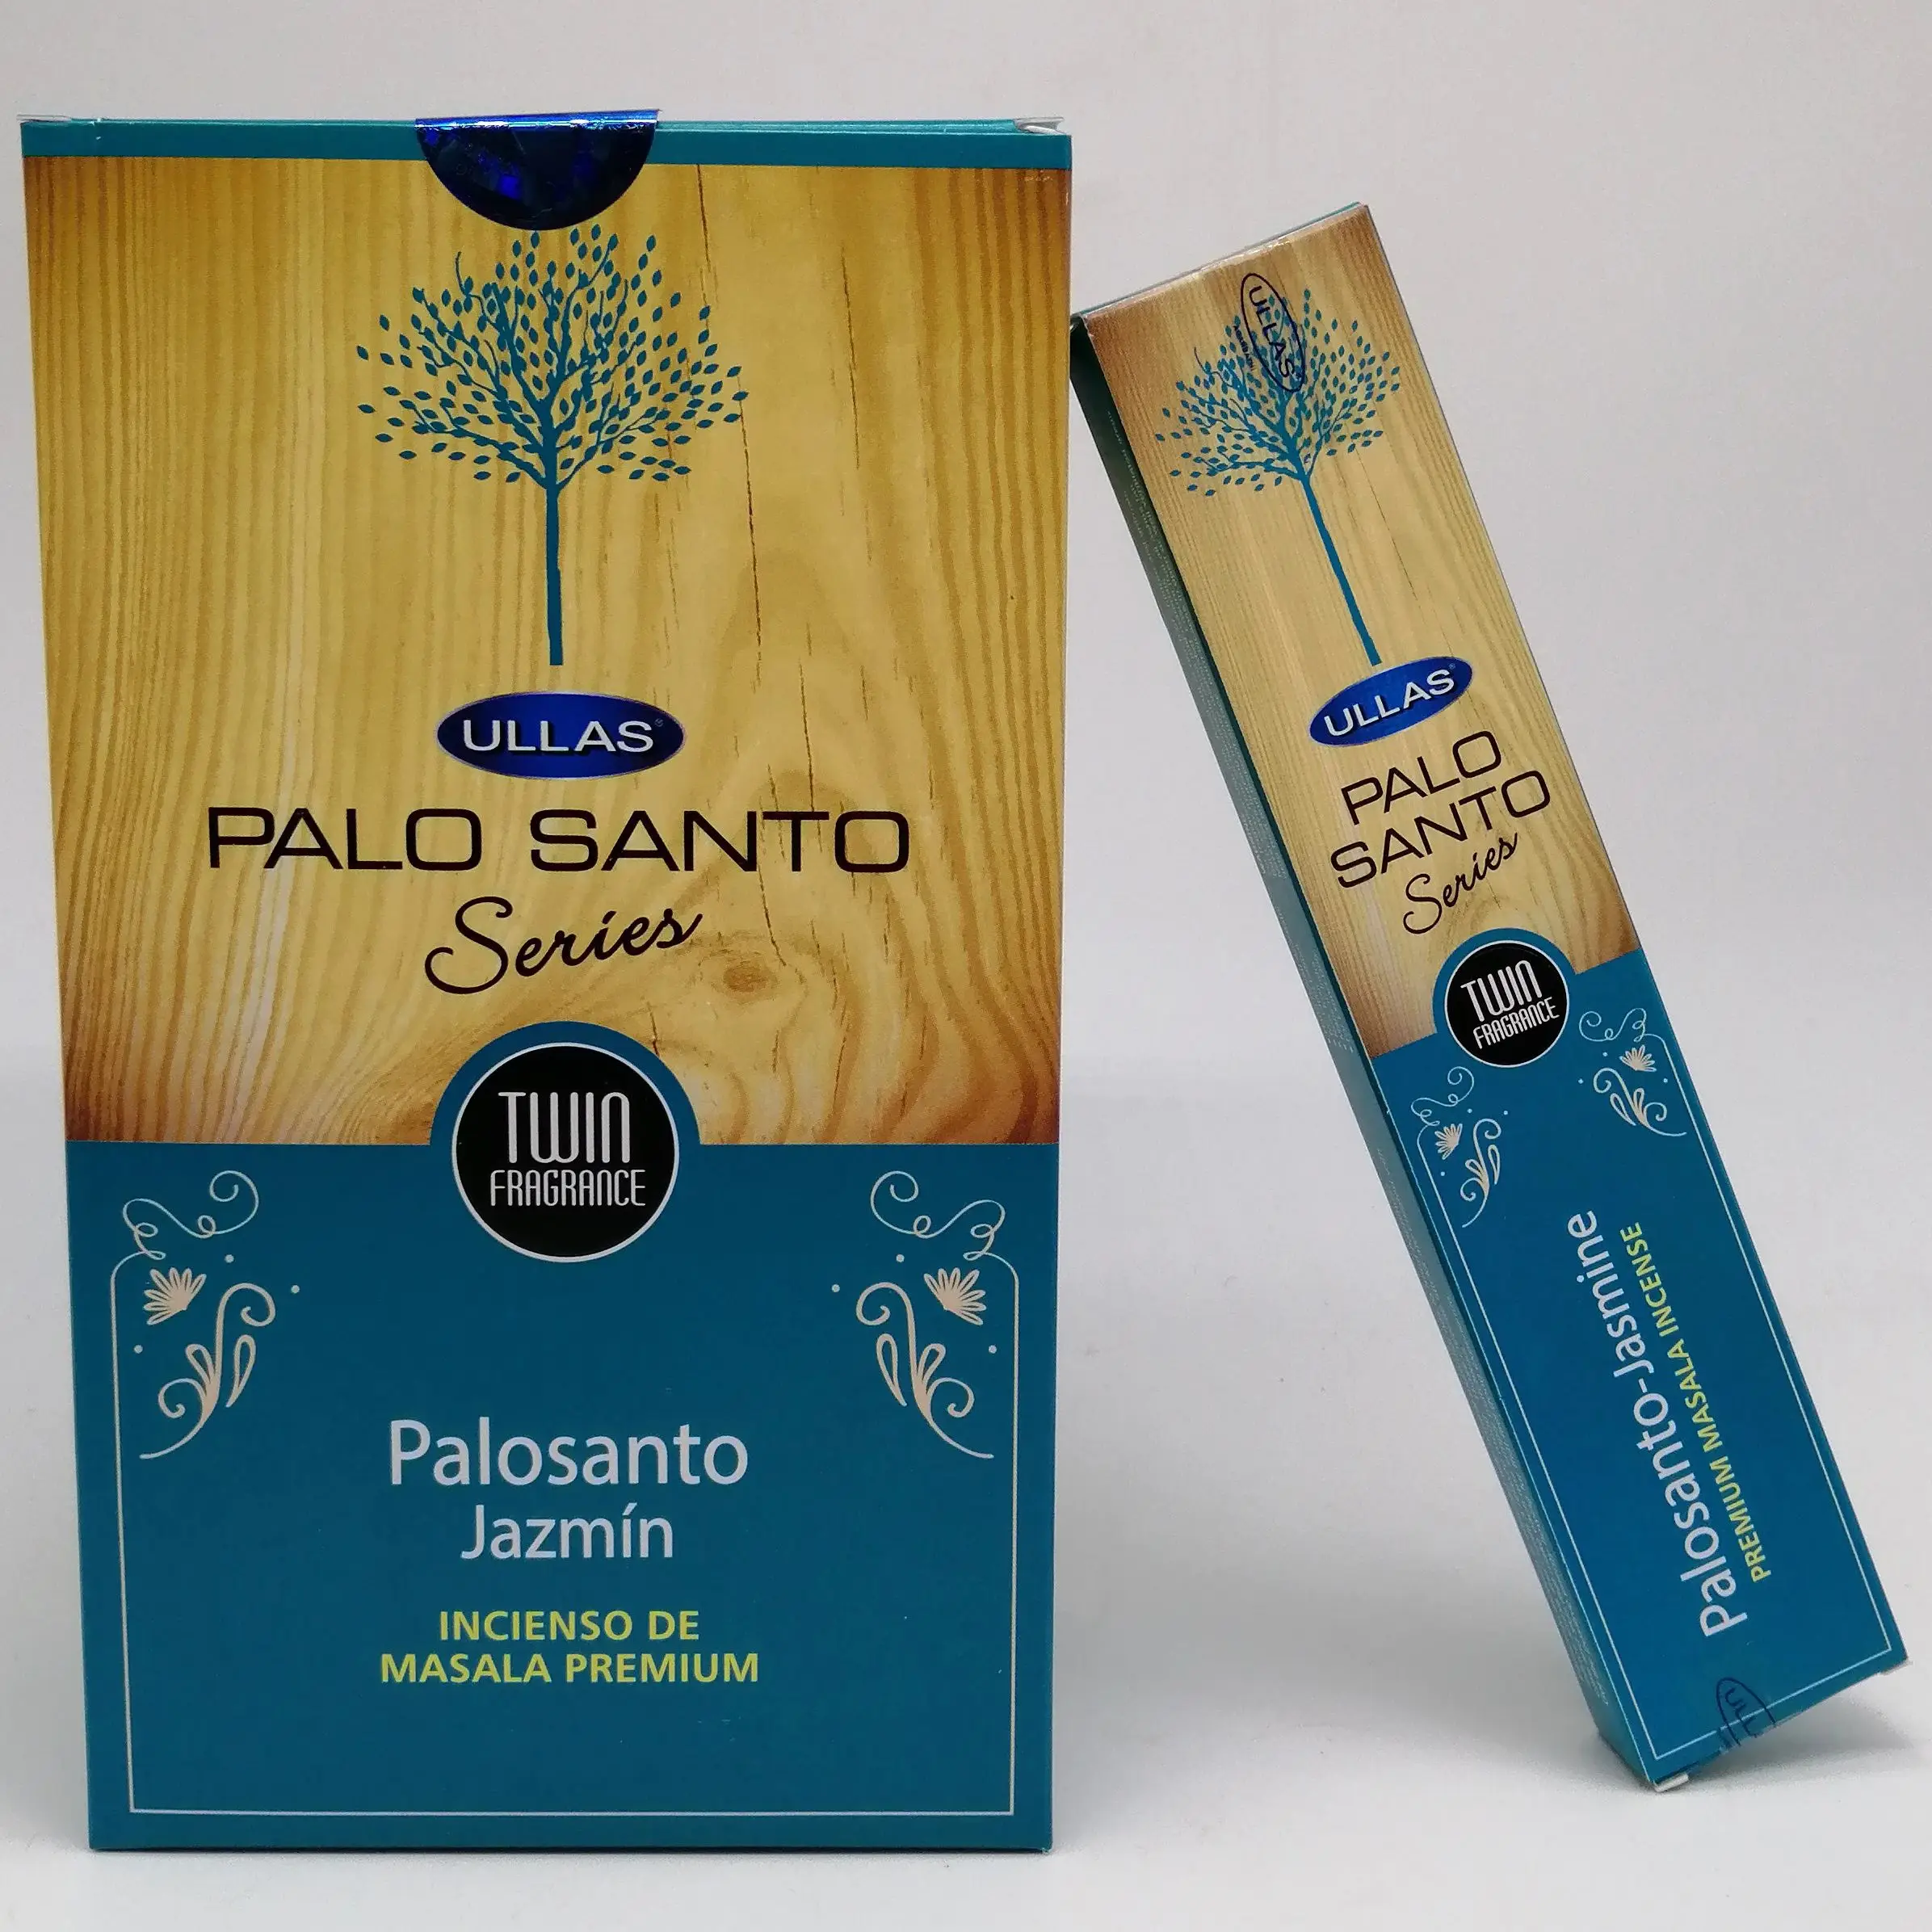 ULLAS®
PALO SANTO
Series
TWIN
FRAGRANCE
Palosanto
Jazmín
INCIENSO DE
MASALA PREMIUM
ULLAS
ULLAS®
PALO
SANTO
Series
TWIN
FRAGRANCE
Palosanto-Jasmine
PREMIUM MASALA INCENSE